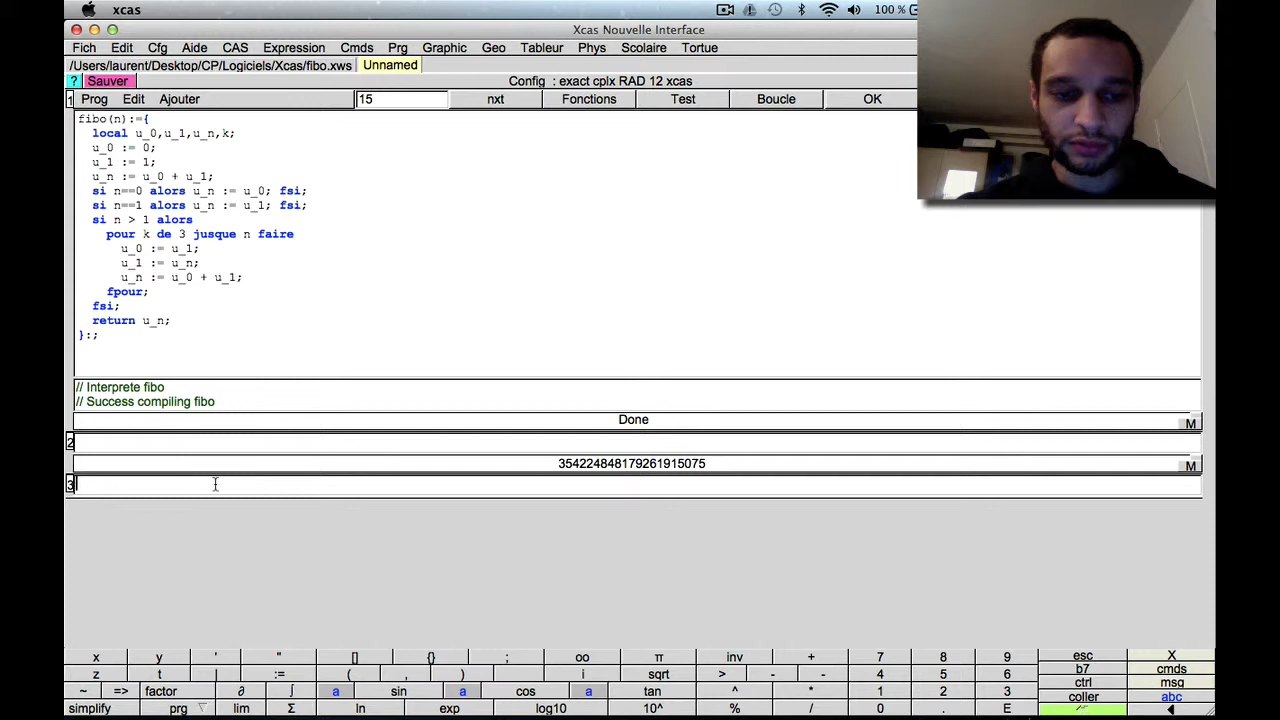 xcas 100 %
Xcas Nouvelle Interface
Fich Edit Cfg Aide CAS Expression Cmds Prg Graphic Geo Tableur Phys Scolaire Tortue
/Users/laurent/Desktop/CP/Logiciels/Xcas/fibo.xws Unnamed
? Sauver Config : exact cplx RAD 12 xcas
1 Prog Edit Ajouter 15 nxt Fonctions Test Boucle OK
fibo(n):={
local u_0,u_1,u_n,k;
u_0 := 0;
u_1 := 1;
u_n := u_0 + u_1;
si n==0 alors u_n := u_0; fsi;
si n==1 alors u_n := u_1; fsi;
si n > 1 alors
pour k de 3 jusque n faire
u_0 := u_1;
u_1 := u_n;
u_n := u_0 + u_1;
fpour;
fsi;
return u_n;
}:;
// Interprete fibo
// Success compiling fibo
Done M
2
354224848179261915075 M
3
x y ' " [] {} ; oo π inv + 7 8 9 esc X
z t | := ( , ) i sqrt > - - 4 5 6 b7 cmds
~ => factor ∂ ∫ a sin a cos a tan ^ * 1 2 3 ctrl msg
simplify prg lim Σ ln exp log10 10^ % / 0 . E coller abc